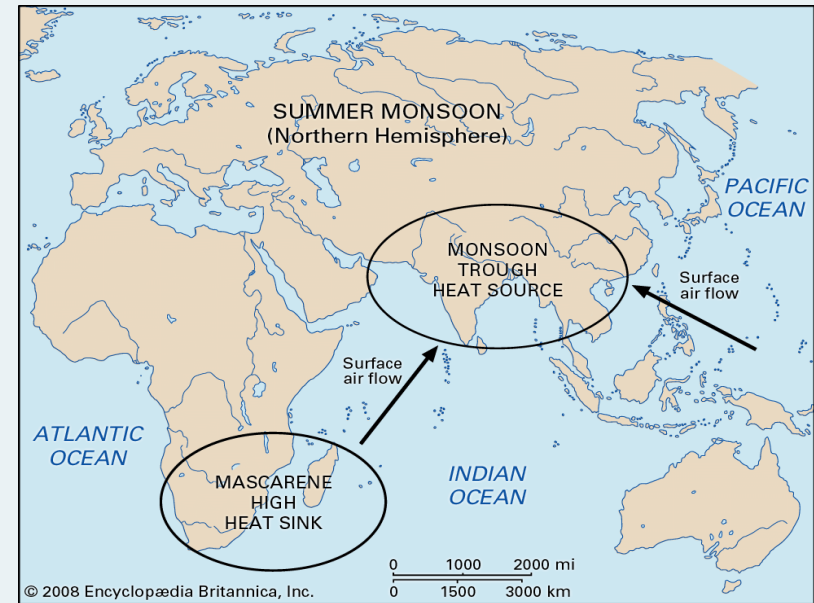 SUMMER MONSOON
(Northern Hemisphere)
PACIFIC
OCEAN
MONSOON
TROUGH
HEAT SOURCE
Surface
air flow
Surface
air flow
ATLANTIC
OCEAN
MASCARENE
HIGH
HEAT SINK
INDIAN
OCEAN
0 1000 2000 mi
0 1500 3000 km
© 2008 Encyclopædia Britannica, Inc.